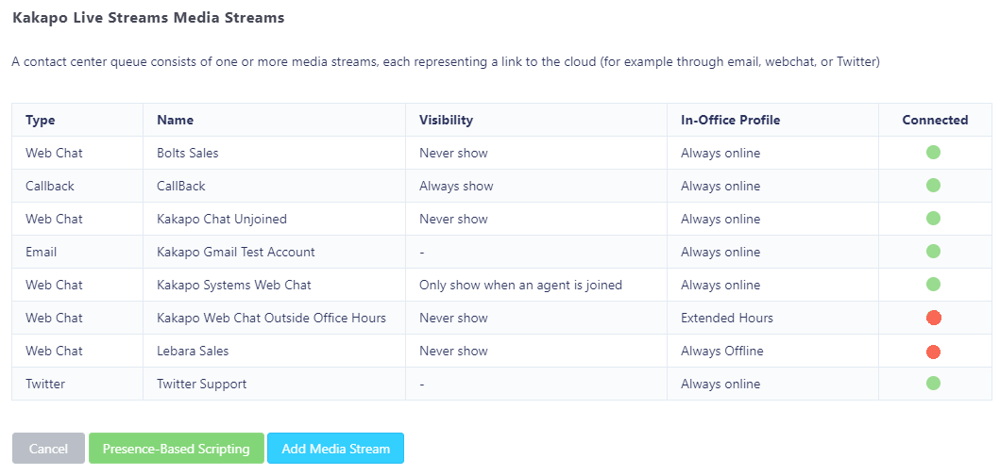 Kakapo Live Streams Media Streams
A contact center queue consists of one or more media streams, each representing a link to the cloud (for example through email, webchat, or Twitter)
Type Name Visibility In-Office Profile Connected
Web Chat Bolts Sales Never show Always online
Callback CallBack Always show Always online
Web Chat Kakapo Chat Unjoined Never show Always online
Email Kakapo Gmail Test Account - Always online
Web Chat Kakapo Systems Web Chat Only show when an agent is joined Always online
Web Chat Kakapo Web Chat Outside Office Hours Never show Extended Hours
Web Chat Lebara Sales Never show Always Offline
Twitter Twitter Support - Always online
Cancel Presence-Based Scripting Add Media Stream